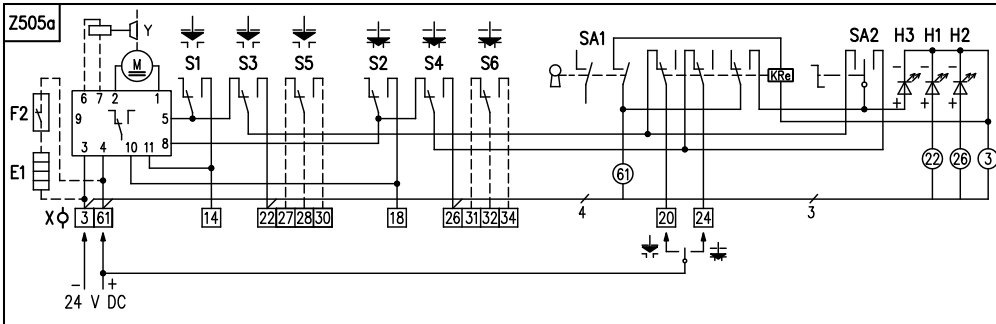 Z505a
Y
M
S1 S3 S5 S2 S4 S6
SA1
KRe
SA2 H3 H1 H2
6 7 2 1
F2
9
5
3 4 10 11 8
E1
61
22 26 3
X 3 61 14 22 27 28 30 18 26 31 32 34 4 20 24 3
- +
24 V DC
- - -
+ + +